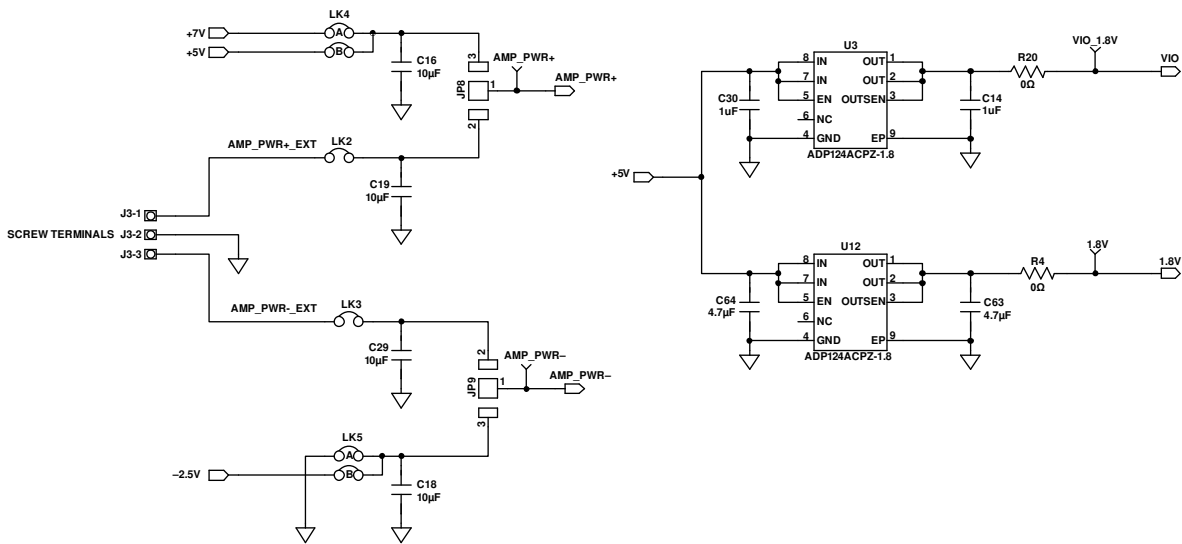 LK4
+7V
A
+5V
B
C16
10µF
3
JP8
1
2
AMP_PWR+
AMP_PWR+
AMP_PWR+_EXT
LK2
C19
10µF
J3-1
SCREW TERMINALS J3-2
J3-3
AMP_PWR-_EXT
LK3
C29
10µF
2
JP9
1
3
AMP_PWR–
AMP_PWR–
LK5
A
–2.5V
B
C18
10µF
+5V
U3
8 IN OUT 1
7 IN OUT 2
5 EN OUTSEN 3
6 NC
4 GND EP 9
ADP124ACPZ-1.8
C30
1uF
C14
1uF
R20
0Ω
VIO_1.8V
VIO
U12
8 IN OUT 1
7 IN OUT 2
5 EN OUTSEN 3
6 NC
4 GND EP 9
ADP124ACPZ-1.8
C64
4.7µF
C63
4.7µF
R4
0Ω
1.8V
1.8V